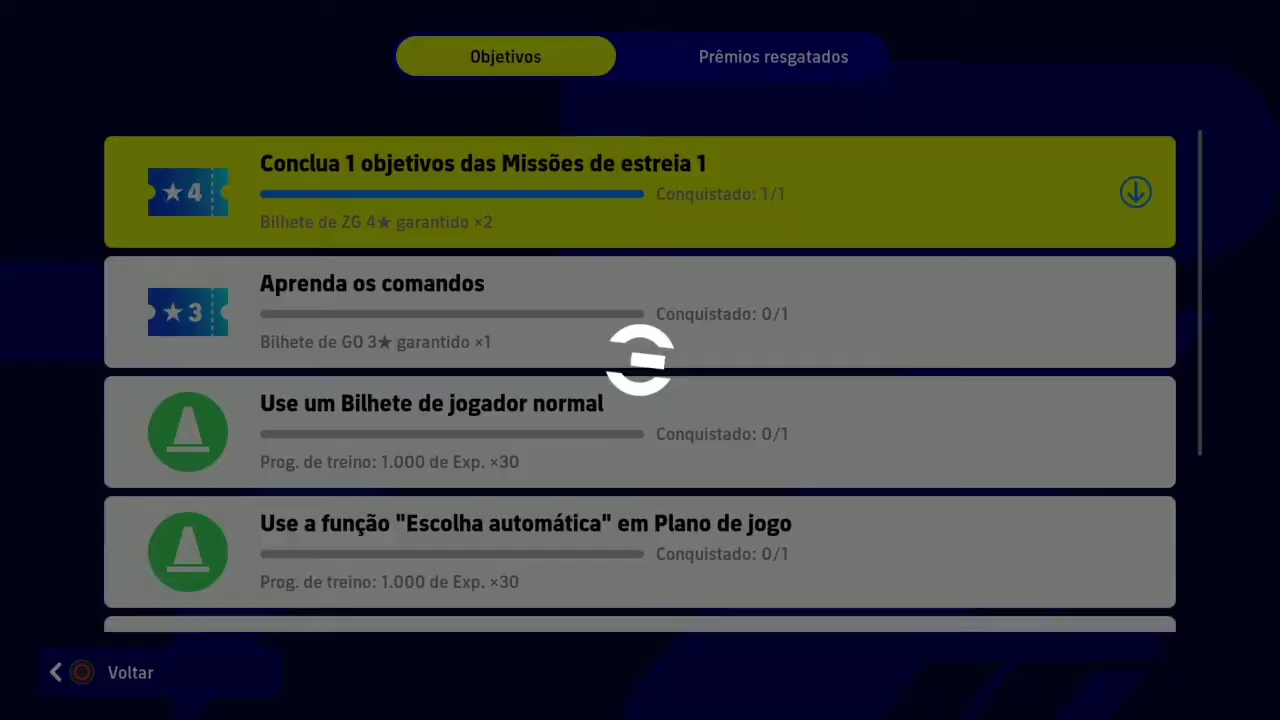 Objetivos
Prêmios resgatados
★ 4
Conclua 1 objetivos das Missões de estreia 1
Conquistado: 1/1
Bilhete de ZG 4★ garantido ×2
★ 3
Aprenda os comandos
Conquistado: 0/1
Bilhete de GO 3★ garantido ×1
Use um Bilhete de jogador normal
Conquistado: 0/1
Prog. de treino: 1.000 de Exp. ×30
Use a função "Escolha automática" em Plano de jogo
Conquistado: 0/1
Prog. de treino: 1.000 de Exp. ×30
Voltar